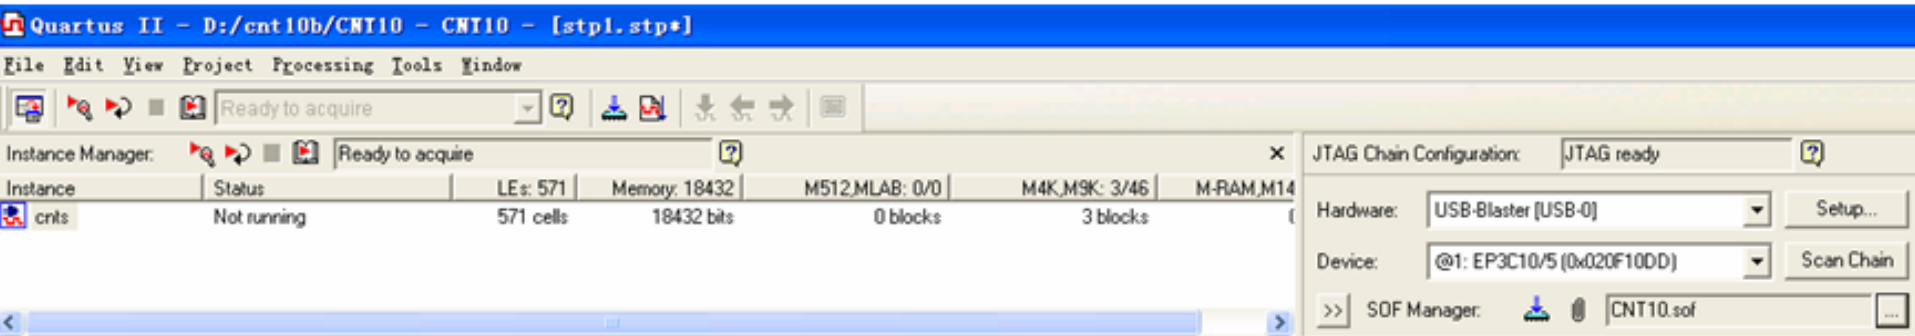 Quartus II - D:/cnt10b/CNT10 - CNT10 - [stp1.stp*]
File Edit View Project Processing Tools Window
Ready to acquire
Instance Manager: Ready to acquire
JTAG Chain Configuration: JTAG ready
Instance Status LEs: 571 Memory: 18432 M512,MLAB: 0/0 M4K,M9K: 3/46 M-RAM,M14
cnts Not running 571 cells 18432 bits 0 blocks 3 blocks
Hardware: USB-Blaster [USB-0] Setup...
Device: @1: EP3C10/5 (0x020F10DD) Scan Chain
>> SOF Manager: CNT10.sof ...